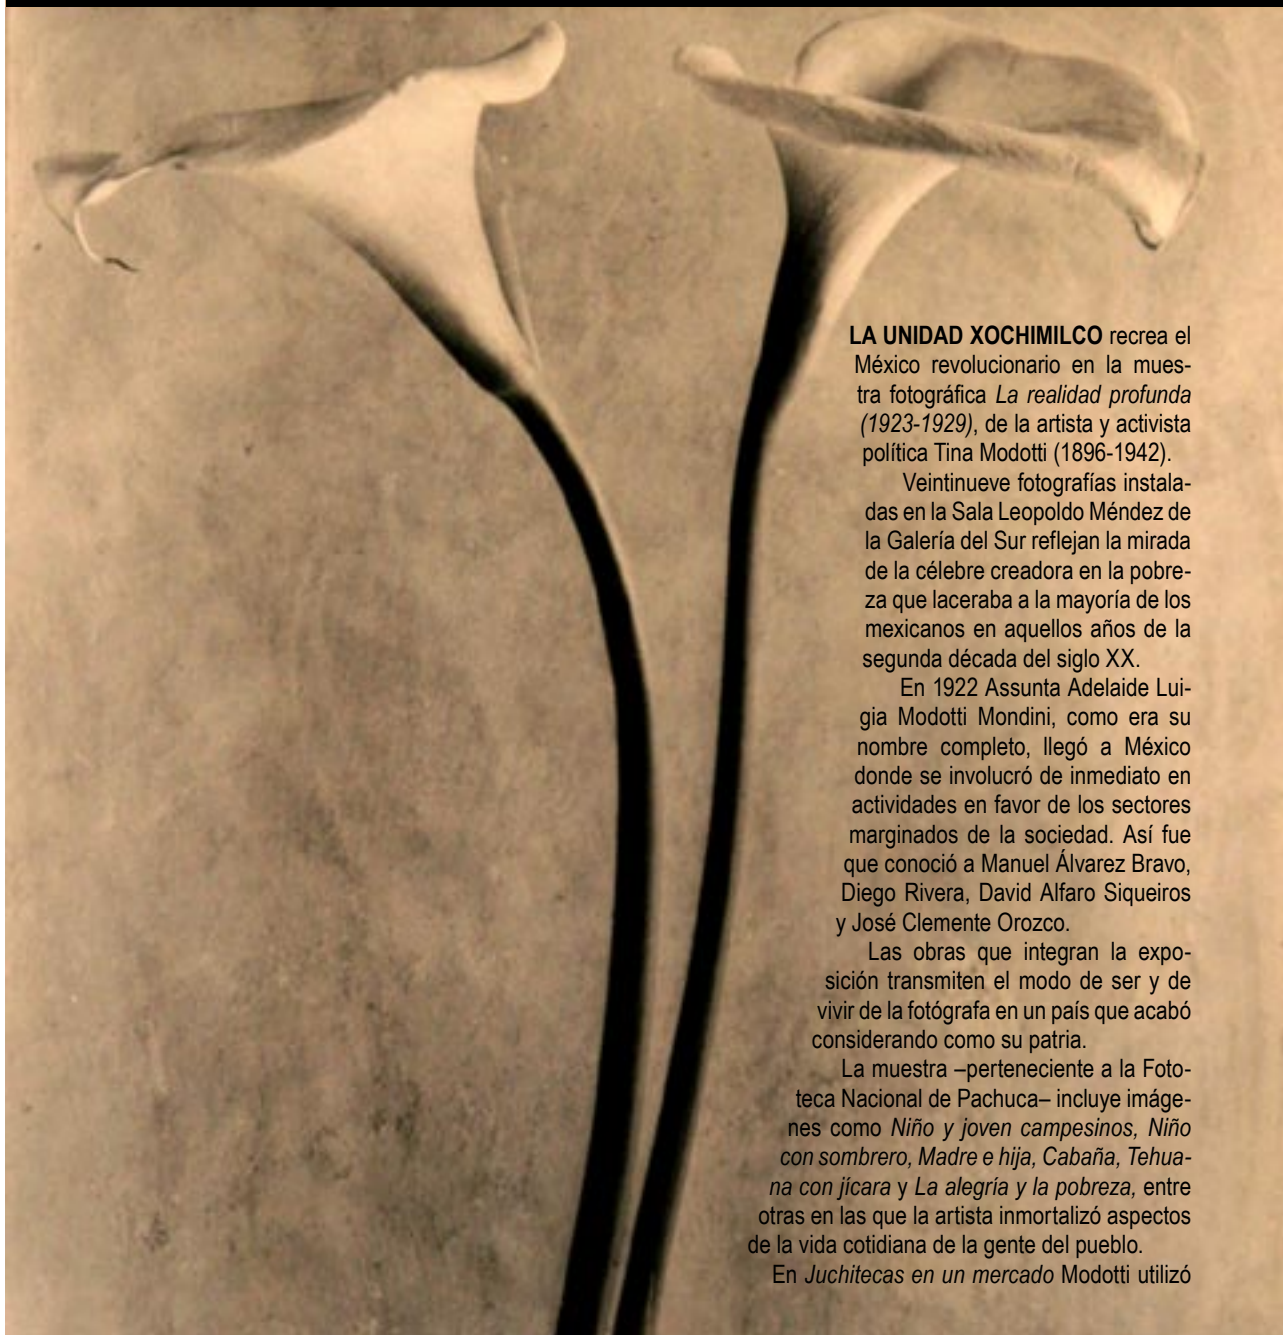 LA UNIDAD XOCHIMILCO recrea el
México revolucionario en la mues-
tra fotográfica La realidad profunda
(1923-1929), de la artista y activista
política Tina Modotti (1896-1942).
Veintinueve fotografías instala-
das en la Sala Leopoldo Méndez de
la Galería del Sur reflejan la mirada
de la célebre creadora en la pobre-
za que laceraba a la mayoría de los
mexicanos en aquellos años de la
segunda década del siglo XX.
En 1922 Assunta Adelaide Lui-
gia Modotti Mondini, como era su
nombre completo, llegó a México
donde se involucró de inmediato en
actividades en favor de los sectores
marginados de la sociedad. Así fue
que conoció a Manuel Álvarez Bravo,
Diego Rivera, David Alfaro Siqueiros
y José Clemente Orozco.
Las obras que integran la expo-
sición transmiten el modo de ser y de
vivir de la fotógrafa en un país que acabó
considerando como su patria.
La muestra –perteneciente a la Foto-
teca Nacional de Pachuca– incluye imáge-
nes como Niño y joven campesinos, Niño
con sombrero, Madre e hija, Cabaña, Tehua-
na con jícara y La alegría y la pobreza, entre
otras en las que la artista inmortalizó aspectos
de la vida cotidiana de la gente del pueblo.
En Juchitecas en un mercado Modotti utilizó